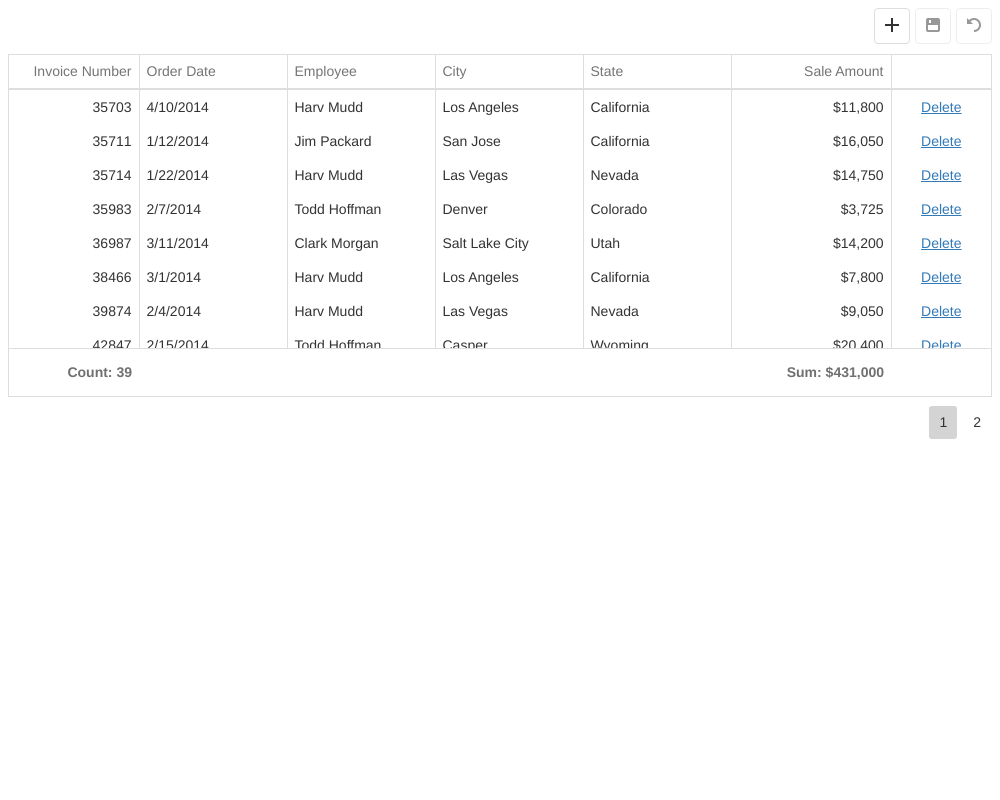 Invoice Number Order Date Employee City State Sale Amount
35703 4/10/2014 Harv Mudd Los Angeles California $11,800 Delete
35711 1/12/2014 Jim Packard San Jose California $16,050 Delete
35714 1/22/2014 Harv Mudd Las Vegas Nevada $14,750 Delete
35983 2/7/2014 Todd Hoffman Denver Colorado $3,725 Delete
36987 3/11/2014 Clark Morgan Salt Lake City Utah $14,200 Delete
38466 3/1/2014 Harv Mudd Los Angeles California $7,800 Delete
39874 2/4/2014 Harv Mudd Las Vegas Nevada $9,050 Delete
42847 2/15/2014 Todd Hoffman Casper Wyoming $20,400 Delete
Count: 39 Sum: $431,000
1 2